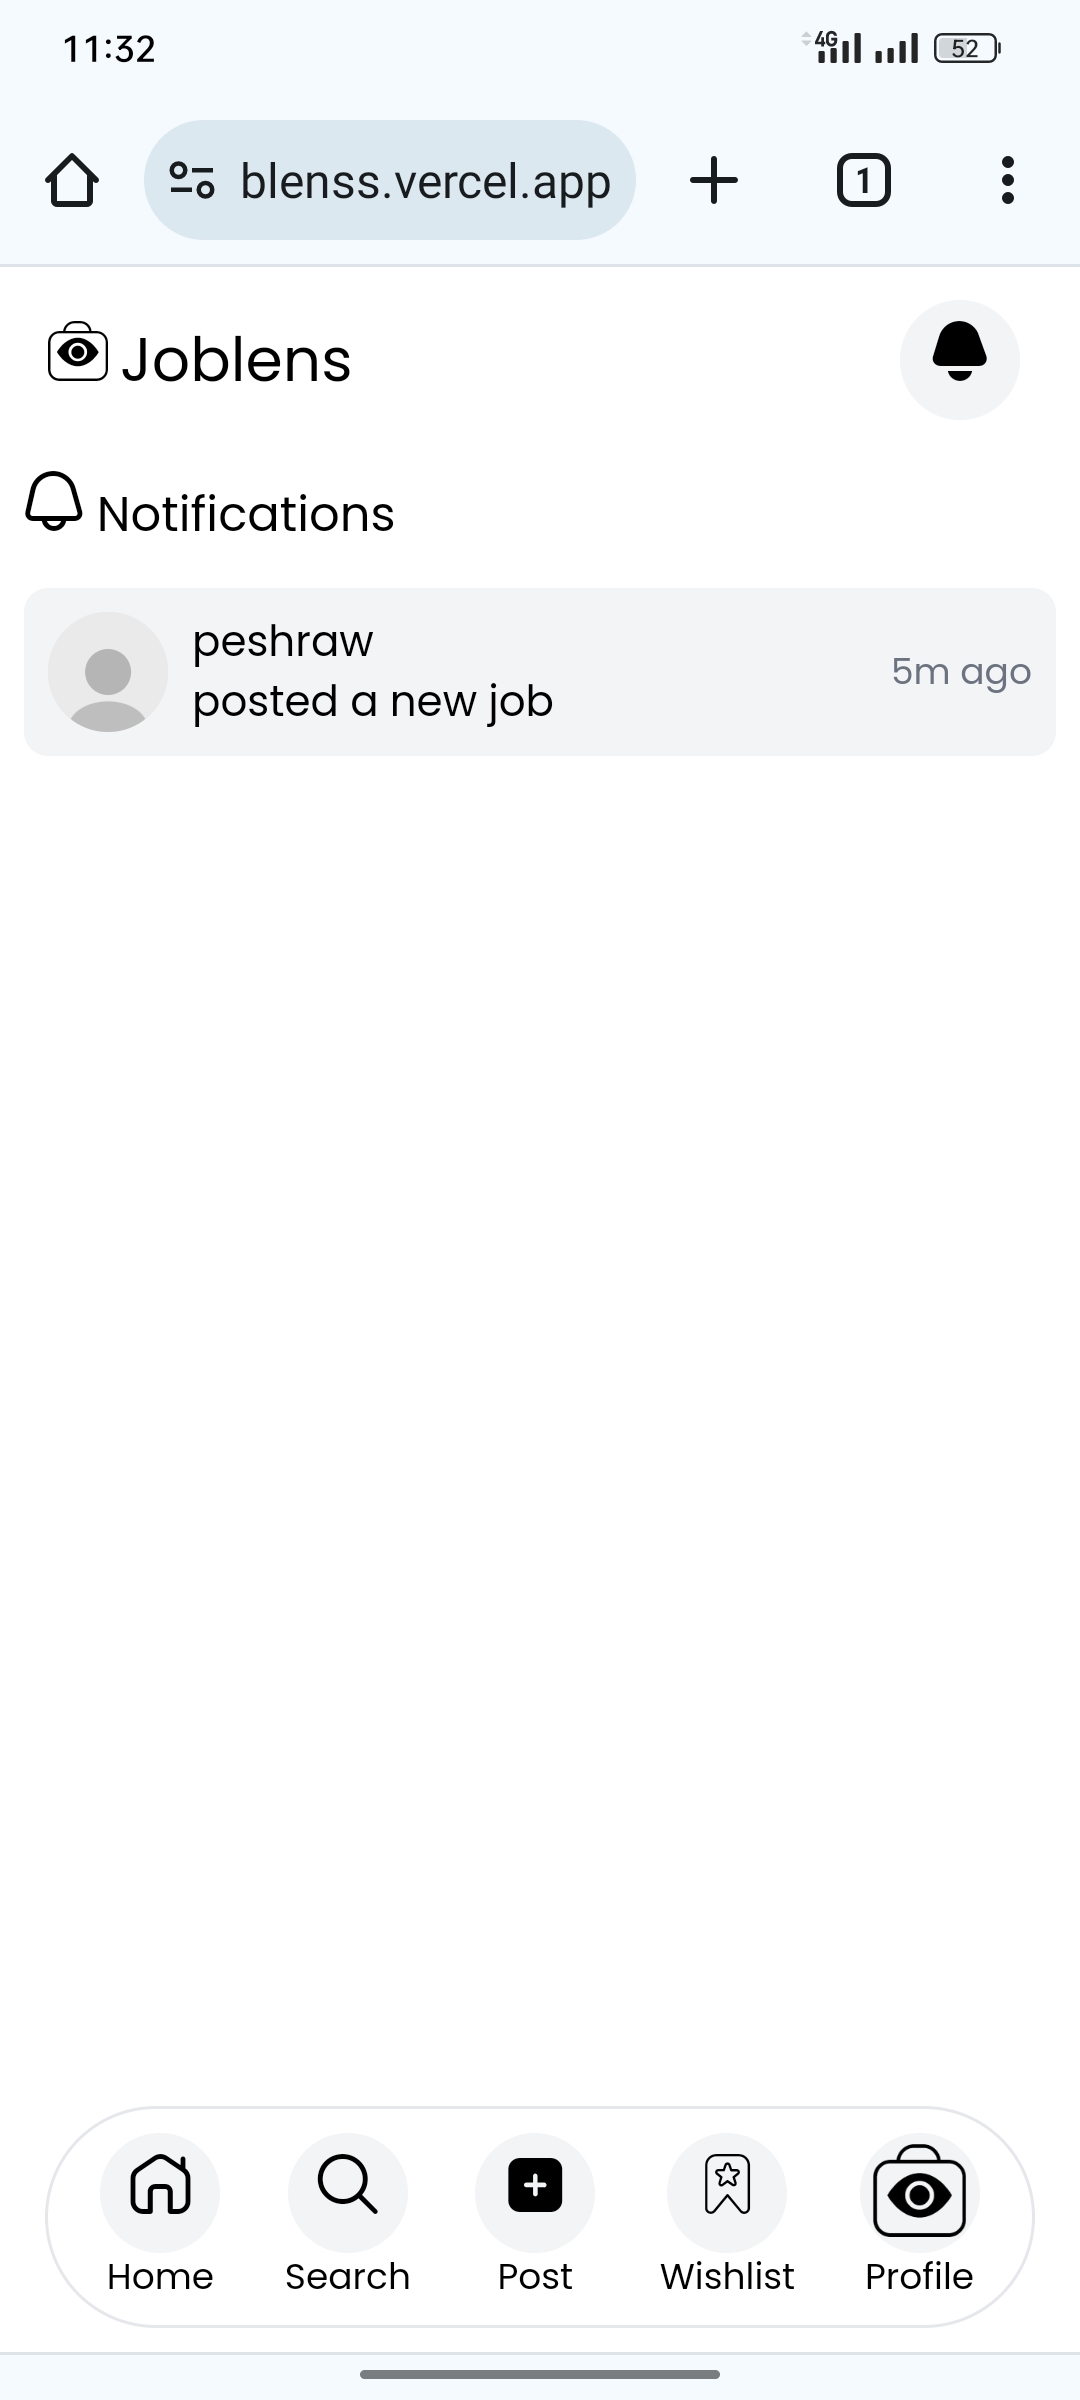 11:32
4G
52
blenss.vercel.app
1
Joblens
Notifications
peshraw
posted a new job
5m ago
Home
Search
Post
Wishlist
Profile